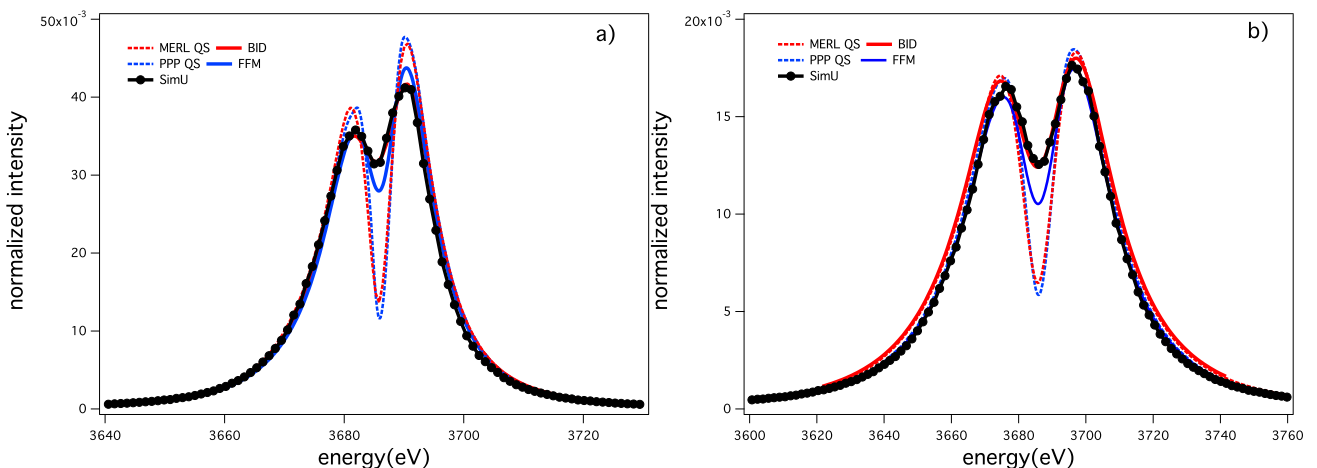 50x10⁻³
a)
MERL QS BID
PPP QS FFM
SimU
40
30
20
10
0
normalized intensity
3640 3660 3680 3700 3720
energy(eV)
20x10⁻³
b)
MERL QS BID
PPP QS FFM
SimU
15
10
5
0
normalized intensity
3600 3620 3640 3660 3680 3700 3720 3740 3760
energy(eV)